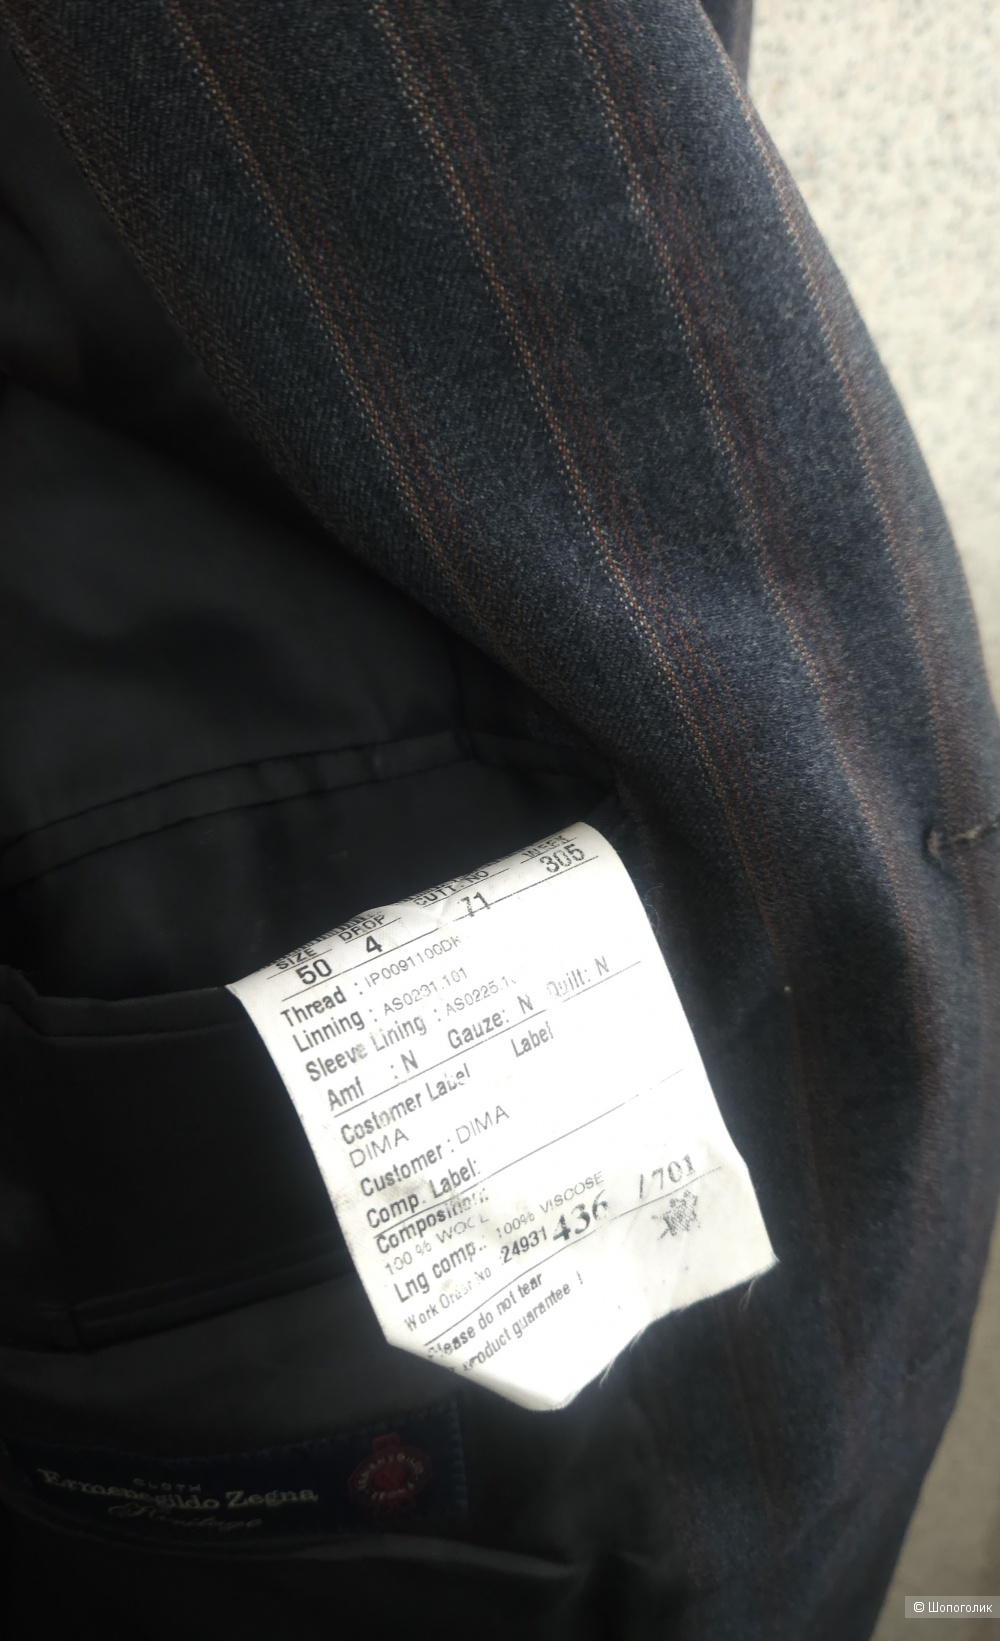 SIZE DROP CUTT.NO WEEK
50 4 71 305
Thread : IP0091100DK
Linning : AS0231.101
Sleeve Lining : AS0225.1
Amf : N Gauze: N Quilt: N
Costomer Label Label
DIMA
Customer : DIMA
Comp. Label:
Composition:
100 % WOOL 100% VISCOSE
Lng comp..
Work Order No :24931 436 /701
Please do not tear
product guarantee !
CLOTH
Ermenegildo Zegna
Heritage
© Шопоголик